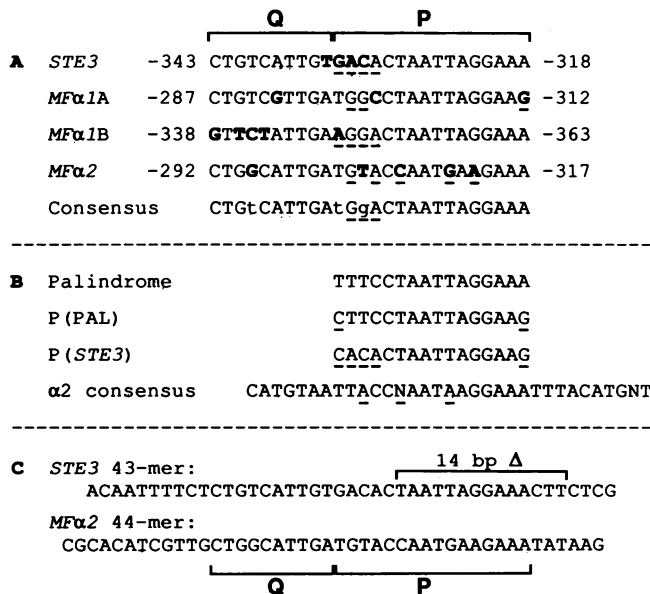 Q P
A STE3 -343 CTGTCATTGTGACACTAATTAGGAAA -318
MFα1A -287 CTGTCGTTGATGGCCTAATTAGGAAG -312
MFα1B -338 GTTCTATTGAAGGACTAATTAGGAAA -363
MFα2 -292 CTGGCATTGATGTACCAATGAAGAAA -317
Consensus CTGtCATTGAtGgACTAATTAGGAAA
B Palindrome TTTCCTAATTAGGAAA
P(PAL) CTTCCTAATTAGGAAG
P(STE3) CACACTAATTAGGAAG
α2 consensus CATGTAATTACCNAATAAGGAAATTTACATGNT
C STE3 43-mer: 14 bp Δ
ACAATTTTCTCTGTCATTGTGACACTAATTAGGAAACTTCTCG
MFα2 44-mer:
CGCACATCGTTGCTGGCATTGATGTACCAATGAAGAAATATAAG
Q P